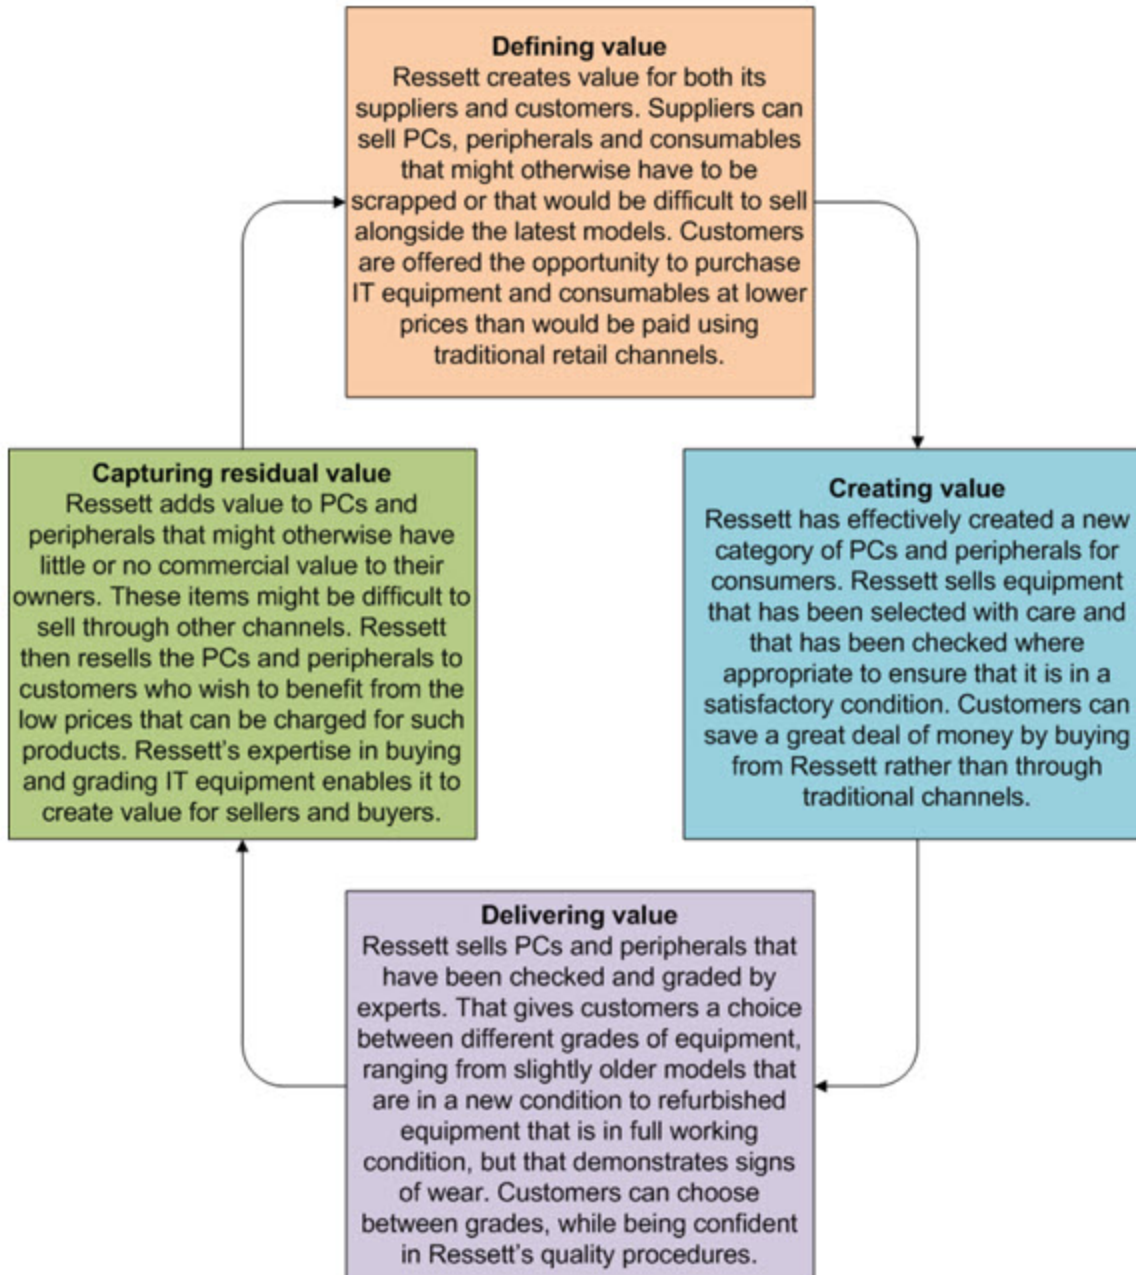 Defining value
Ressett creates value for both its
suppliers and customers. Suppliers can
sell PCs, peripherals and consumables
that might otherwise have to be
scrapped or that would be difficult to sell
alongside the latest models. Customers
are offered the opportunity to purchase
IT equipment and consumables at lower
prices than would be paid using
traditional retail channels.
Creating value
Ressett has effectively created a new
category of PCs and peripherals for
consumers. Ressett sells equipment
that has been selected with care and
that has been checked where
appropriate to ensure that it is in a
satisfactory condition. Customers can
save a great deal of money by buying
from Ressett rather than through
traditional channels.
Delivering value
Ressett sells PCs and peripherals that
have been checked and graded by
experts. That gives customers a choice
between different grades of equipment,
ranging from slightly older models that
are in a new condition to refurbished
equipment that is in full working
condition, but that demonstrates signs
of wear. Customers can choose
between grades, while being confident
in Ressett's quality procedures.
Capturing residual value
Ressett adds value to PCs and
peripherals that might otherwise have
little or no commercial value to their
owners. These items might be difficult to
sell through other channels. Ressett
then resells the PCs and peripherals to
customers who wish to benefit from the
low prices that can be charged for such
products. Ressett's expertise in buying
and grading IT equipment enables it to
create value for sellers and buyers.